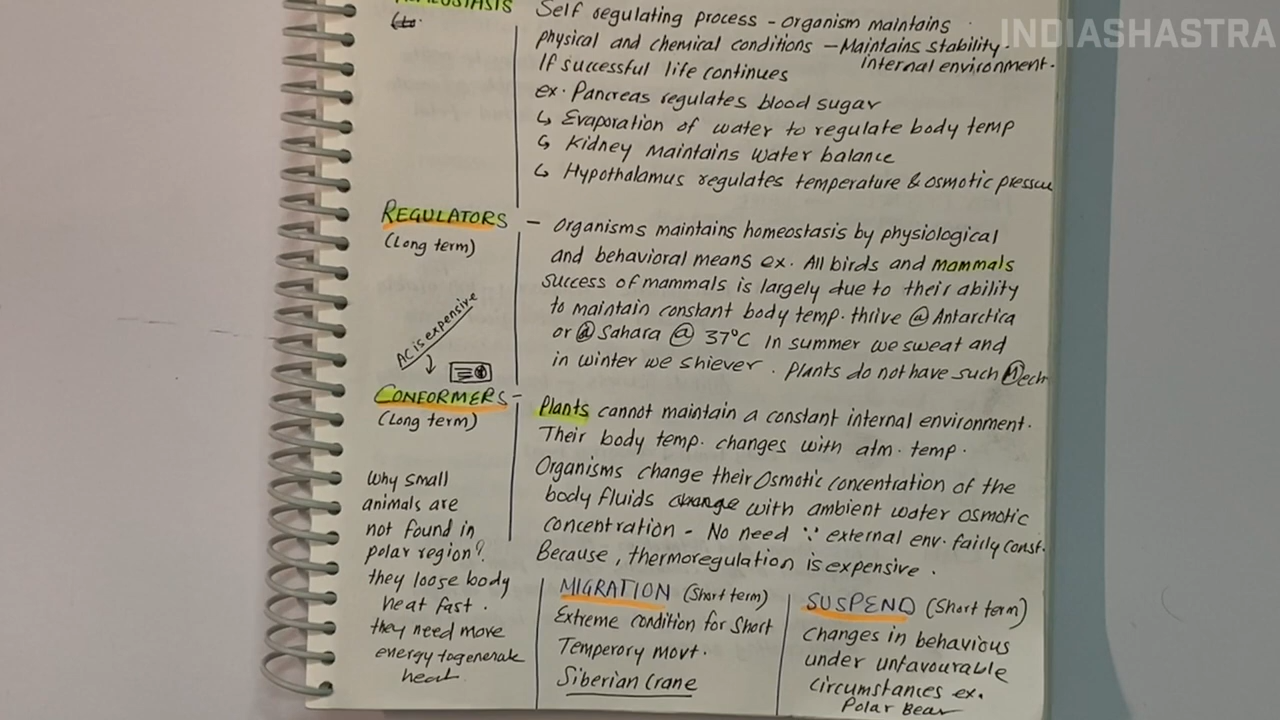 INDIASHASTRA
Self regulating process - Organism maintains
physical and chemical conditions - Maintains stability.
internal environment.
If successful life continues
ex. Pancreas regulates blood sugar
↳ Evaporation of water to regulate body temp
↳ Kidney Maintains Water balance
↳ Hypothalamus regulates temperature & osmotic pressure
REGULATORS -
(Long term)
Organisms maintains homeostasis by physiological
and behavioral means ex. All birds and mammals
success of mammals is largely due to their ability
to maintain constant body temp. thrive @ Antarctica
or @ Sahara @ 37°C In summer we sweat and
in winter we shiever. Plants do not have such Mech
AC is expensive
CONFORMERS -
(Long term)
Plants cannot maintain a constant internal environment.
Their body temp. changes with atm. temp.
Organisms change their Osmotic concentration of the
body fluids change with ambient water osmotic
concentration - No need ∵ external env. fairly const.
Because, thermoregulation is expensive.
Why small
animals are
not found in
polar region?
they loose body
heat fast.
they need more
energy to generate
heat
MIGRATION (Short term)
Extreme condition for Short
Temperory movt.
Siberian Crane
SUSPEND (Short term)
Changes in behavious
under unfavourable
circumstances ex.
Polar Bear